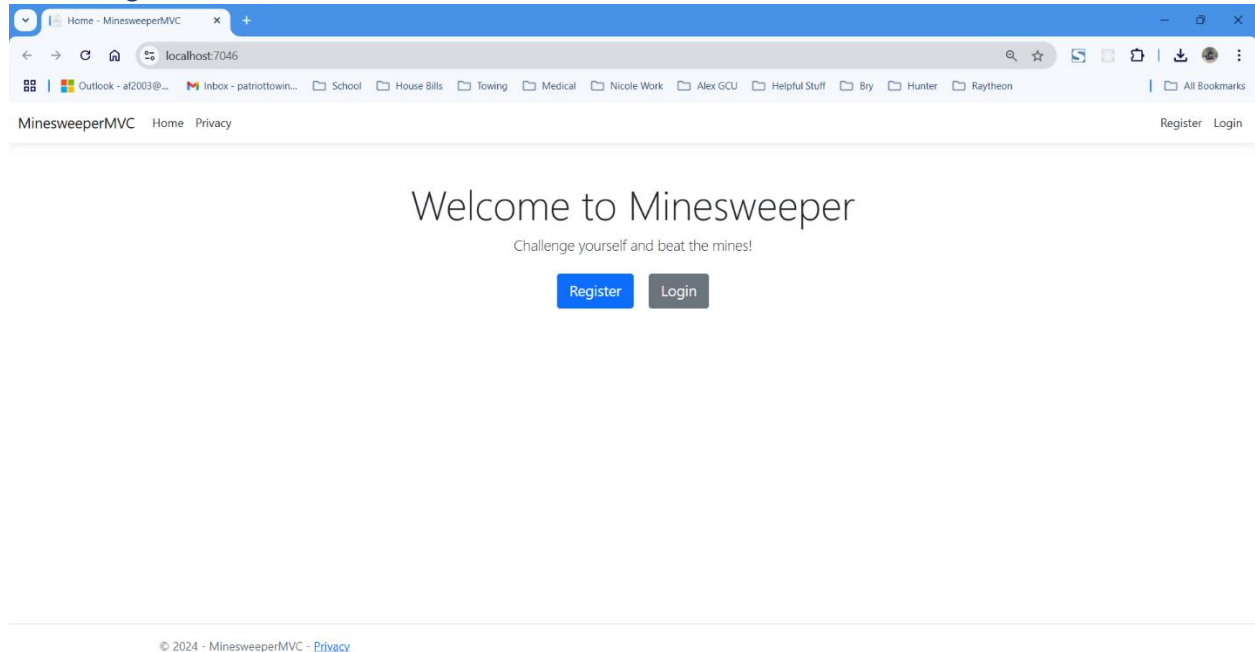 Home - MinesweeperMVC
localhost:7046
Outlook - af2003@... Inbox - patriottowin... School House Bills Towing Medical Nicole Work Alex GCU Helpful Stuff Bry Hunter Raytheon All Bookmarks
MinesweeperMVC Home Privacy Register Login
Welcome to Minesweeper
Challenge yourself and beat the mines!
Register Login
© 2024 - MinesweeperMVC - Privacy